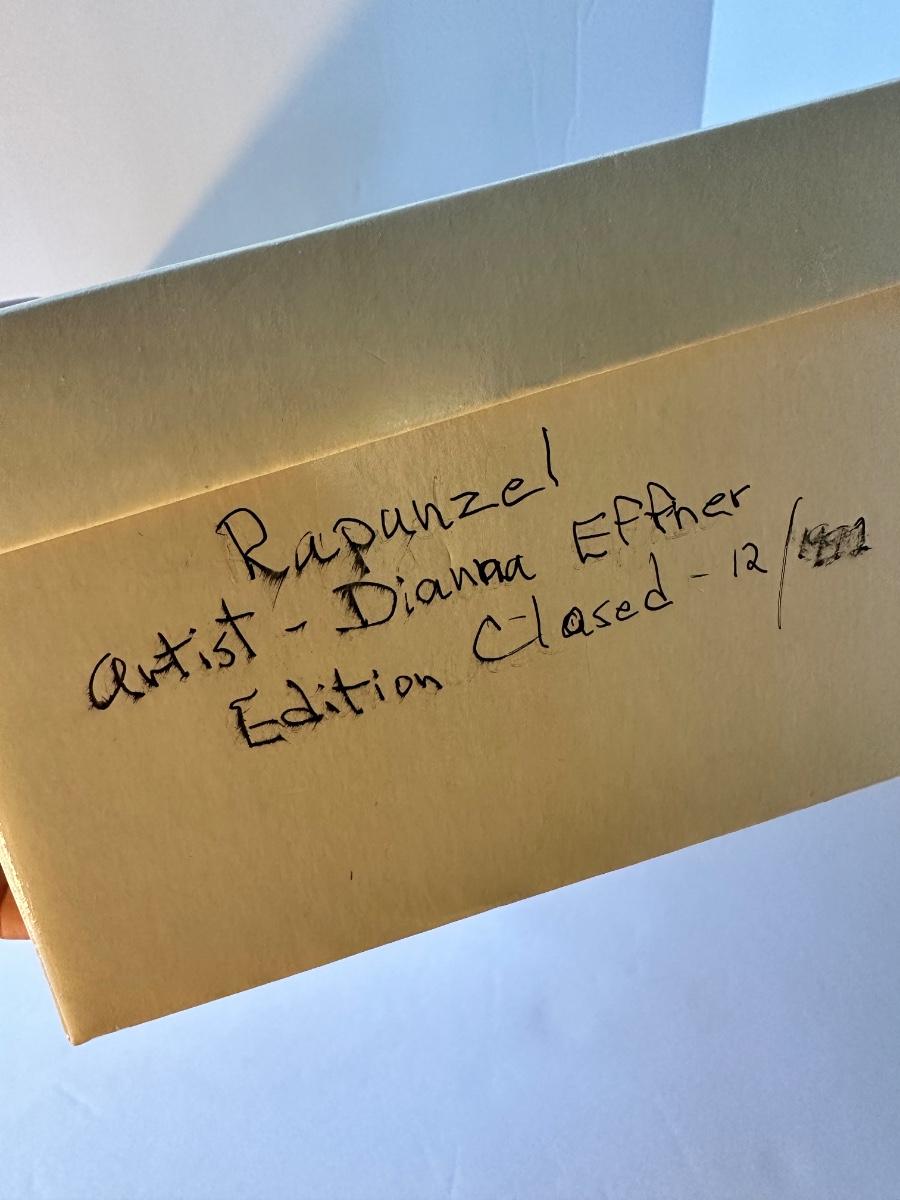 Rapunzel
Artist - Dianna Effner
Edition Closed - 12/